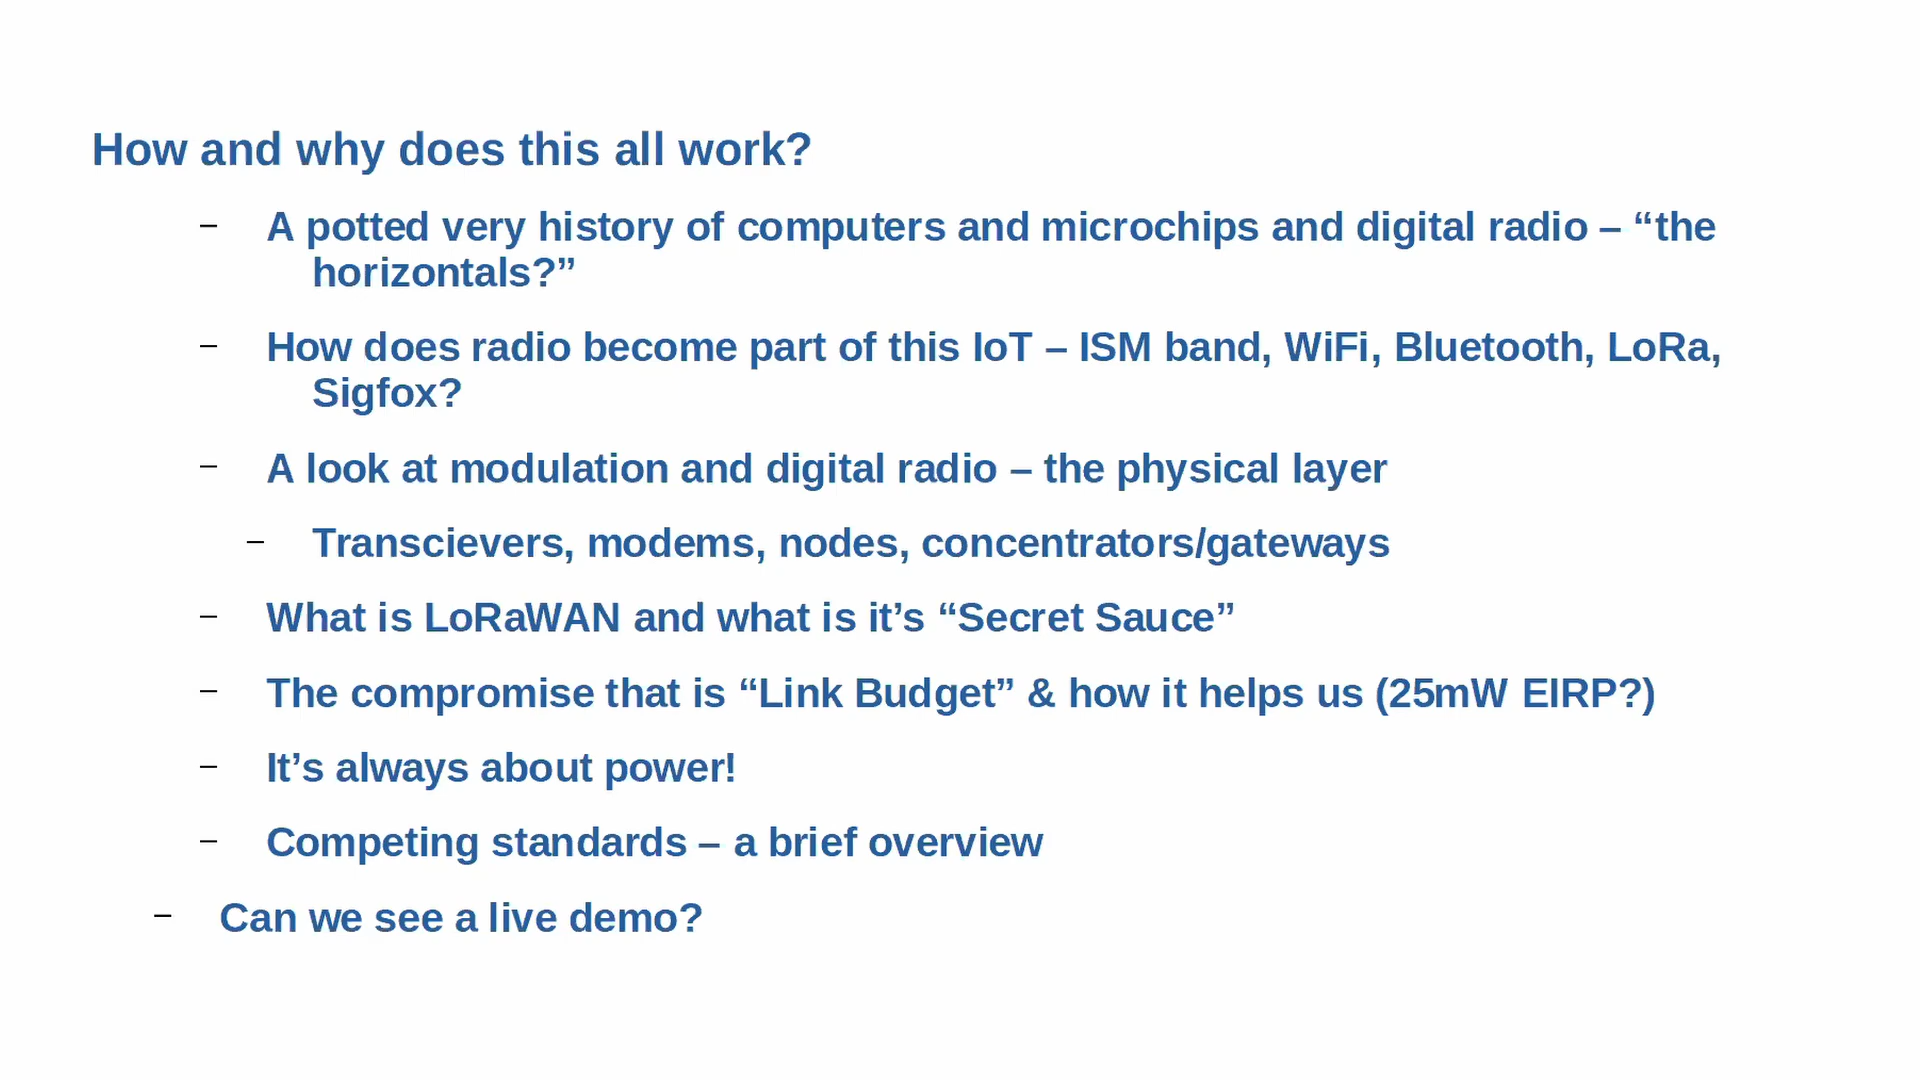 How and why does this all work?
– A potted very history of computers and microchips and digital radio – “the
horizontals?”
– How does radio become part of this IoT – ISM band, WiFi, Bluetooth, LoRa,
Sigfox?
– A look at modulation and digital radio – the physical layer
– Transcievers, modems, nodes, concentrators/gateways
– What is LoRaWAN and what is it’s “Secret Sauce”
– The compromise that is “Link Budget” & how it helps us (25mW EIRP?)
– It’s always about power!
– Competing standards – a brief overview
– Can we see a live demo?